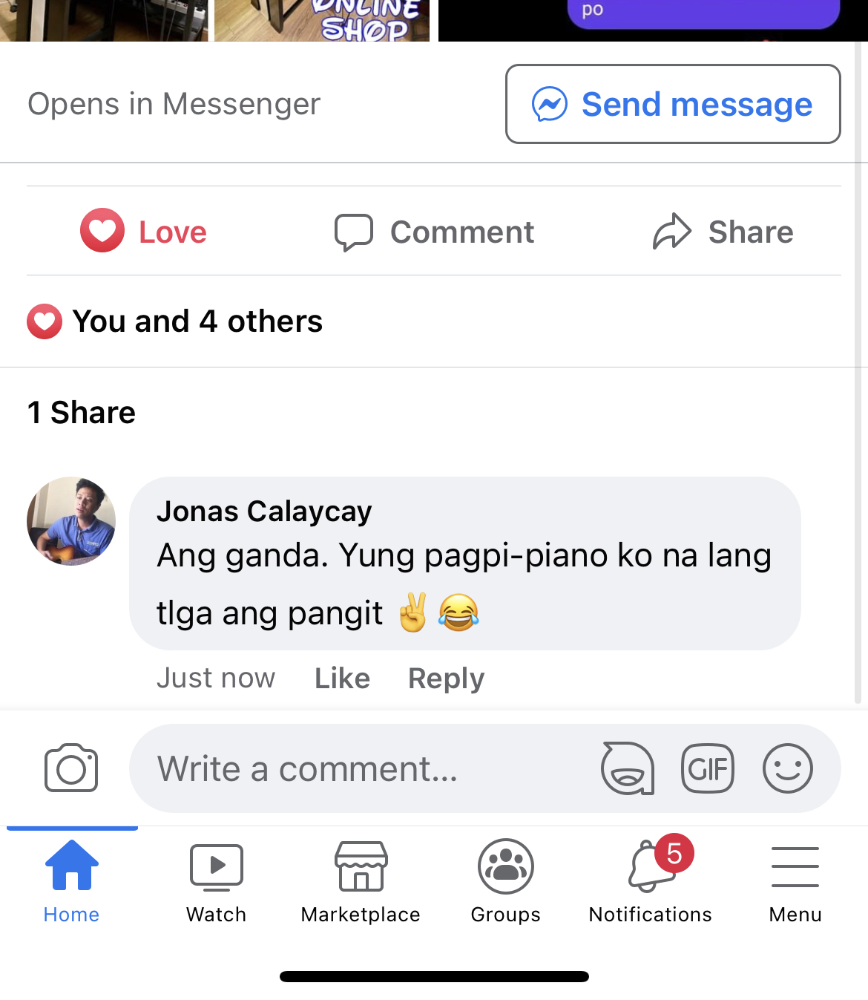 ONLINE
SHOP
po
Opens in Messenger
Send message
Love
Comment
Share
You and 4 others
1 Share
Jonas Calaycay
Ang ganda. Yung pagpi-piano ko na lang
tlga ang pangit ✌️😂
Just now
Like
Reply
Write a comment...
GIF
5
Home
Watch
Marketplace
Groups
Notifications
Menu